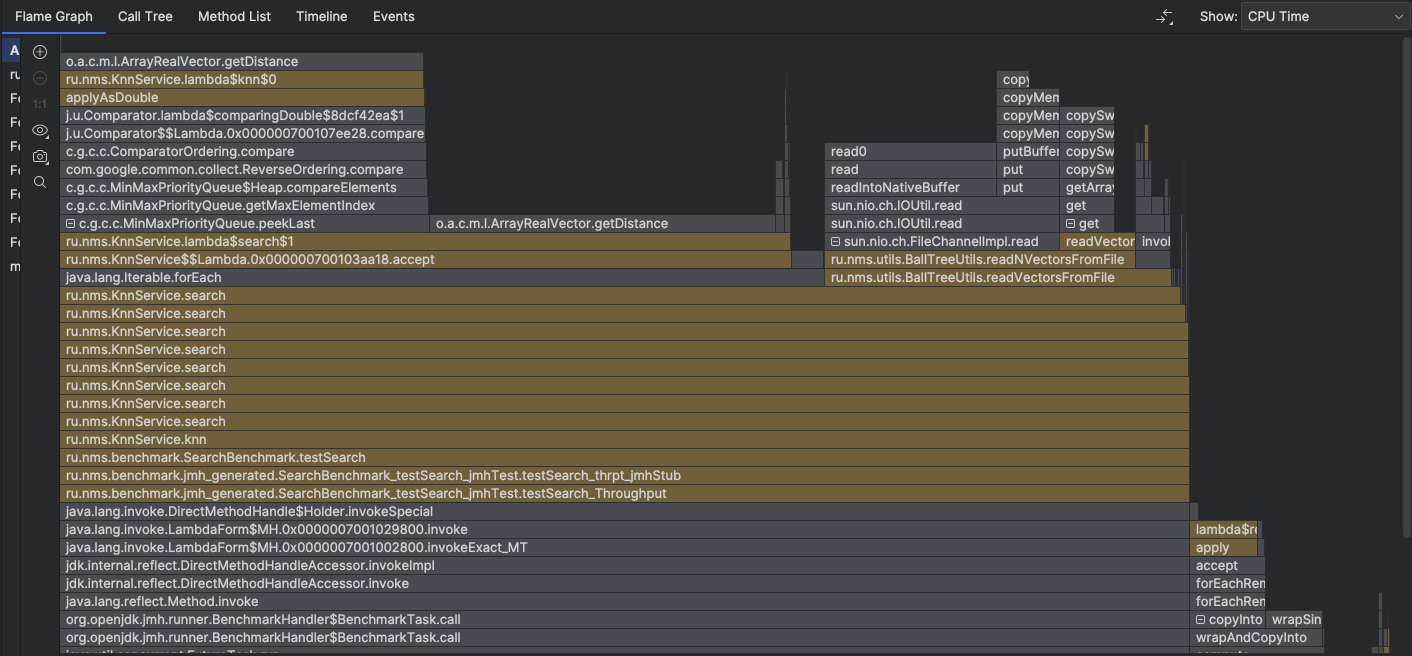 Flame Graph Call Tree Method List Timeline Events Show: CPU Time
A
ru
Fo
Fo
Fo
Fo
Fo
Fo
Fo
m
1:1
o.a.c.m.l.ArrayRealVector.getDistance
ru.nms.KnnService.lambda$knn$0 copy
applyAsDouble copyMem
j.u.Comparator.lambda$comparingDouble$8dcf42ea$1 copyMem copySw
j.u.Comparator$$Lambda.0x000000700107ee28.compare copyMem copySw
c.g.c.c.ComparatorOrdering.compare read0 putBuffer copySw
com.google.common.collect.ReverseOrdering.compare read put copySw
c.g.c.c.MinMaxPriorityQueue$Heap.compareElements readIntoNativeBuffer put getArray
c.g.c.c.MinMaxPriorityQueue.getMaxElementIndex sun.nio.ch.IOUtil.read get
c.g.c.c.MinMaxPriorityQueue.peekLast o.a.c.m.l.ArrayRealVector.getDistance sun.nio.ch.IOUtil.read get
ru.nms.KnnService.lambda$search$1 sun.nio.ch.FileChannelImpl.read readVector invol
ru.nms.KnnService$$Lambda.0x000000700103aa18.accept ru.nms.utils.BallTreeUtils.readNVectorsFromFile
java.lang.Iterable.forEach ru.nms.utils.BallTreeUtils.readVectorsFromFile
ru.nms.KnnService.search
ru.nms.KnnService.search
ru.nms.KnnService.search
ru.nms.KnnService.search
ru.nms.KnnService.search
ru.nms.KnnService.search
ru.nms.KnnService.search
ru.nms.KnnService.search
ru.nms.KnnService.knn
ru.nms.benchmark.SearchBenchmark.testSearch
ru.nms.benchmark.jmh_generated.SearchBenchmark_testSearch_jmhTest.testSearch_thrpt_jmhStub
ru.nms.benchmark.jmh_generated.SearchBenchmark_testSearch_jmhTest.testSearch_Throughput
java.lang.invoke.DirectMethodHandle$Holder.invokeSpecial
java.lang.invoke.LambdaForm$MH.0x0000007001029800.invoke lambda$re
java.lang.invoke.LambdaForm$MH.0x0000007001002800.invokeExact_MT apply
jdk.internal.reflect.DirectMethodHandleAccessor.invokeImpl accept
jdk.internal.reflect.DirectMethodHandleAccessor.invoke forEachRem
java.lang.reflect.Method.invoke forEachRem
org.openjdk.jmh.runner.BenchmarkHandler$BenchmarkTask.call copyInto wrapSin
org.openjdk.jmh.runner.BenchmarkHandler$BenchmarkTask.call wrapAndCopyInto